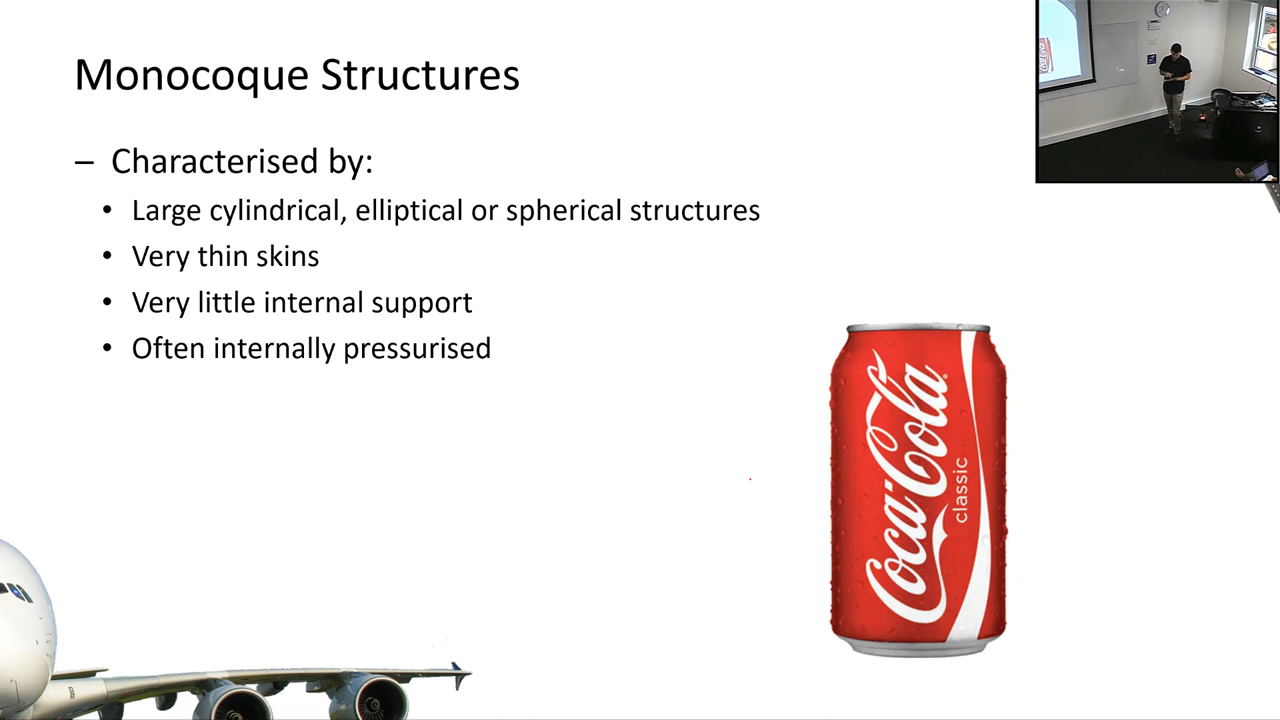 Monocoque Structures
– Characterised by:
• Large cylindrical, elliptical or spherical structures
• Very thin skins
• Very little internal support
• Often internally pressurised
Coca-Cola
classic